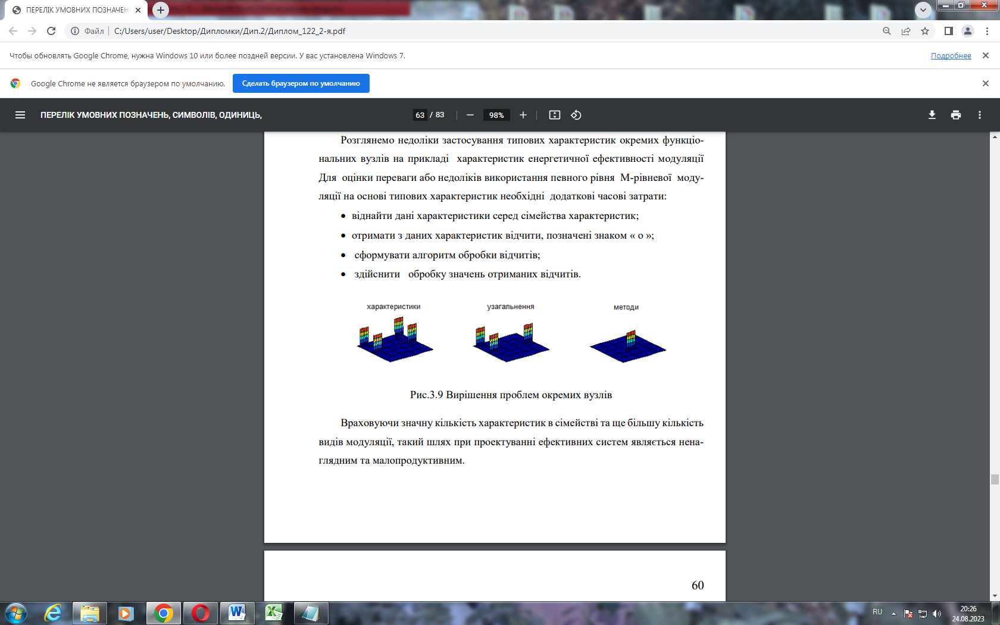 ПЕРЕЛІК УМОВНИХ ПОЗНАЧЕН
Файл
C:/Users/user/Desktop/Дипломки/Дип.2/Диплом_122_2-я.pdf
Чтобы обновлять Google Chrome, нужна Windows 10 или более поздней версии. У вас установлена Windows 7.
Подробнее
Google Chrome не является браузером по умолчанию.
Сделать браузером по умолчанию
ПЕРЕЛІК УМОВНИХ ПОЗНАЧЕНЬ, СИМВОЛІВ, ОДИНИЦЬ,
63 / 83
98%
Розглянемо недоліки застосування типових характеристик окремих функціо-
нальних вузлів на прикладі характеристик енергетичної ефективності модуляції
Для оцінки переваги або недоліків використання певного рівня М-рівневої моду-
ляції на основі типових характеристик необхідні додаткові часові затрати:
• віднайти дані характеристики серед сімейства характеристик;
• отримати з даних характеристик відчити, позначені знаком « о »;
• сформувати алгоритм обробки відчитів;
• здійснити обробку значень отриманих відчитів.
характеристики
узагальнення
методи
Рис.3.9 Вирішення проблем окремих вузлів
Враховуючи значну кількість характеристик в сімействі та ще більшу кількість
видів модуляції, такий шлях при проектуванні ефективних систем являється нена-
глядним та малопродуктивним.
60
RU
20:26
24.08.2023